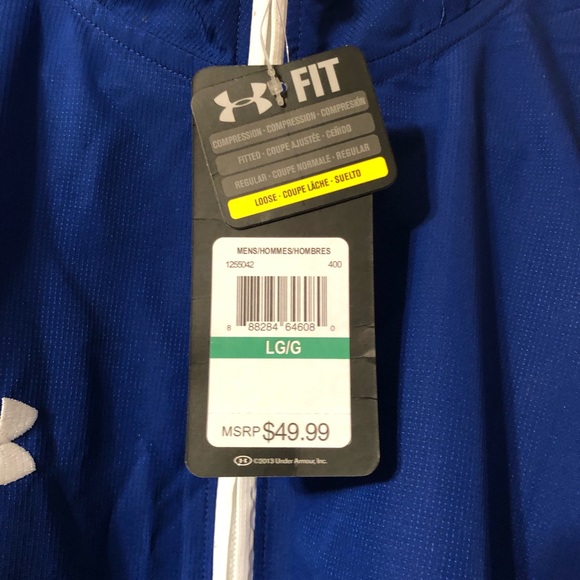 FIT
COMPRESSION · COMPRESSION · COMPRESIÓN
FITTED · COUPE AJUSTÉE · CEÑIDO
REGULAR · COUPE NORMALE · REGULAR
LOOSE · COUPE LÂCHE · SUELTO
MENS/HOMMES/HOMBRES
1255042 400
8 88284 64608 0
LG/G
MSRP $49.99
©2013 Under Armour, Inc.